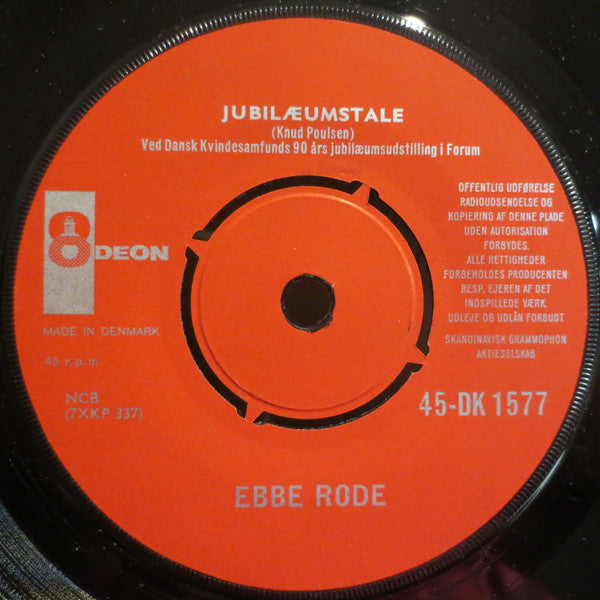 JUBILÆUMSTALE
(Knud Poulsen)
Ved Dansk Kvindesamfunds 90 års jubilæumsudstilling i Forum
ODEON
MADE IN DENMARK
45 r.p.m.
NCB
(7XKP 337)
OFFENTLIG UDFØRELSE
RADIOUDSENDELSE OG
KOPIERING AF DENNE PLADE
UDEN AUTORISATION
FORBYDES.
ALLE RETTIGHEDER
FORBEHOLDES PRODUCENTEN
RESP. EJEREN AF DET
INDSPILLEDE VÆRK.
UDLEJE OG UDLÅN FORBUDT
SKANDINAVISK GRAMMOPHON
AKTIESELSKAB
45-DK 1577
EBBE RODE